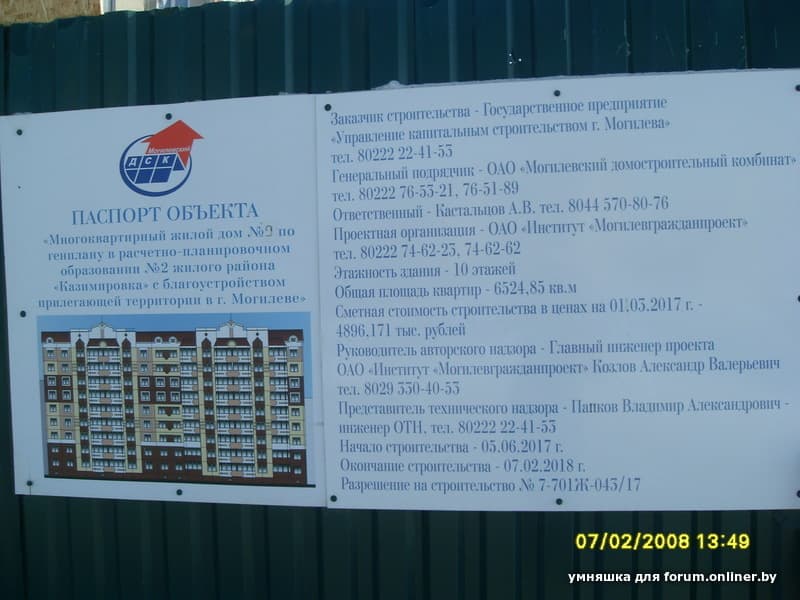 Могилевский
ДСК
ПАСПОРТ ОБЪЕКТА
«Многоквартирный жилой дом №9 по
генплану в расчетно-планировочном
образовании №2 жилого района
«Казимировка» с благоустройством
прилегающей территории в г. Могилеве»
Заказчик строительства - Государственное предприятие
«Управление капитальным строительством г. Могилева»
тел. 80222 22-41-53
Генеральный подрядчик - ОАО «Могилевский домостроительный комбинат»
тел. 80222 76-53-21, 76-51-89
Ответственный - Кастальцов А.В. тел. 8044 570-80-76
Проектная организация - ОАО «Институт «Могилевгражданпроект»
тел. 80222 74-62-23, 74-62-62
Этажность здания - 10 этажей
Общая площадь квартир - 6524,85 кв.м
Сметная стоимость строительства в ценах на 01.03.2017 г. -
4896,171 тыс. рублей
Руководитель авторского надзора - Главный инженер проекта
ОАО «Институт «Могилевгражданпроект» Козлов Александр Валерьевич
тел. 8029 330-40-53
Представитель технического надзора - Папков Владимир Александрович -
инженер ОТН, тел. 80222 22-41-53
Начало строительства - 05.06.2017 г.
Окончание строительства - 07.02.2018 г.
Разрешение на строительство № 7-701Ж-043/17
07/02/2008 13:49
умняшка для forum.onliner.by